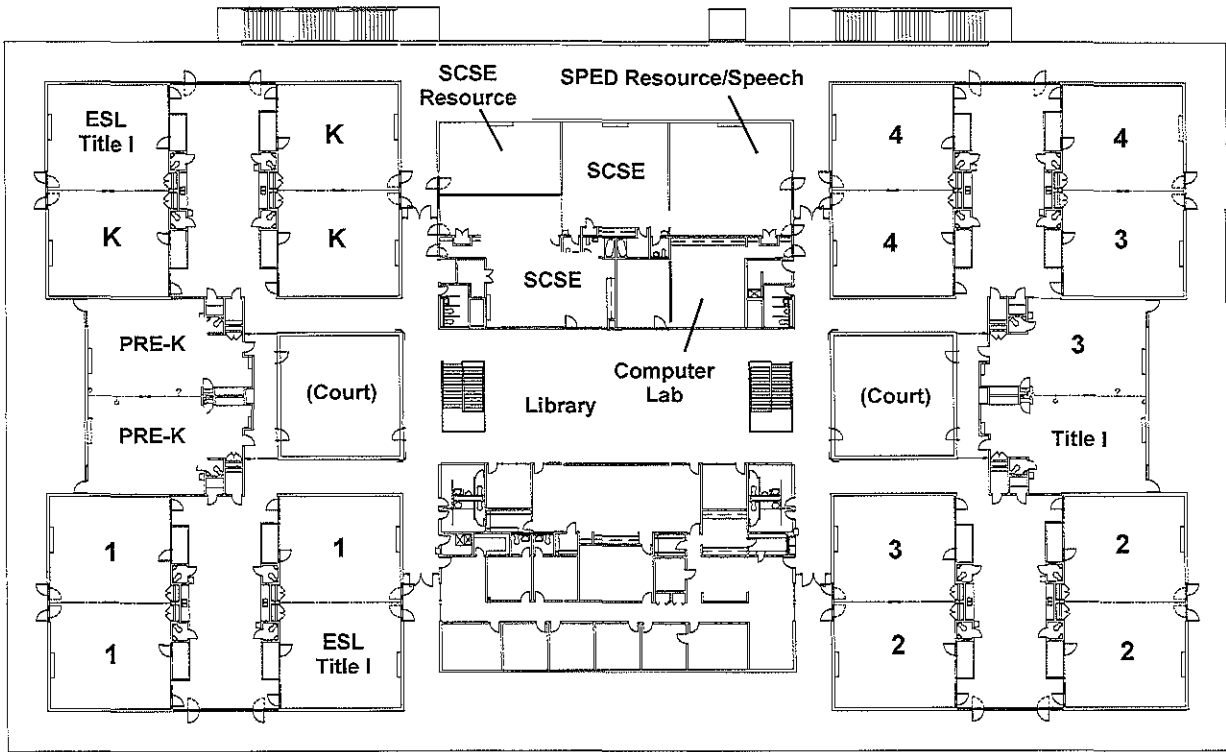 SCSE
Resource
SPED Resource/Speech
ESL
Title I
K
4
4
SCSE
K
K
4
3
SCSE
PRE-K
3
Computer
Lab
(Court)
Library
(Court)
PRE-K
Title I
1
1
3
2
1
ESL
Title I
2
2